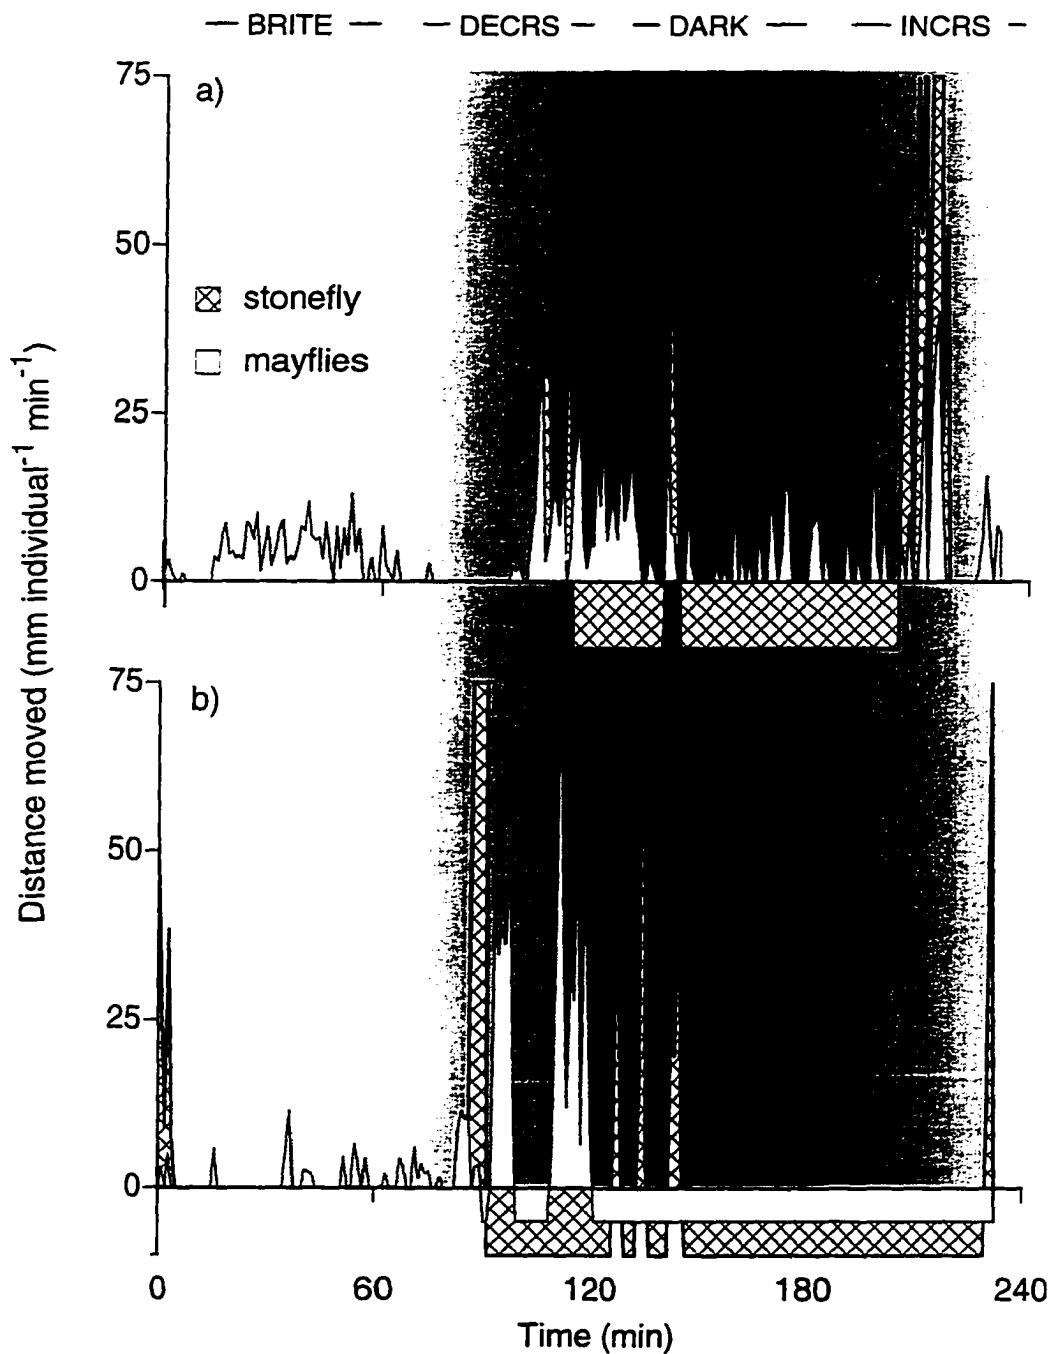 BRITE DECRS DARK INCRS
a)
75
50
25
0
stonefly
mayflies
Distance moved (mm individual⁻¹ min⁻¹)
b)
75
50
25
0
0 60 120 180 240
Time (min)